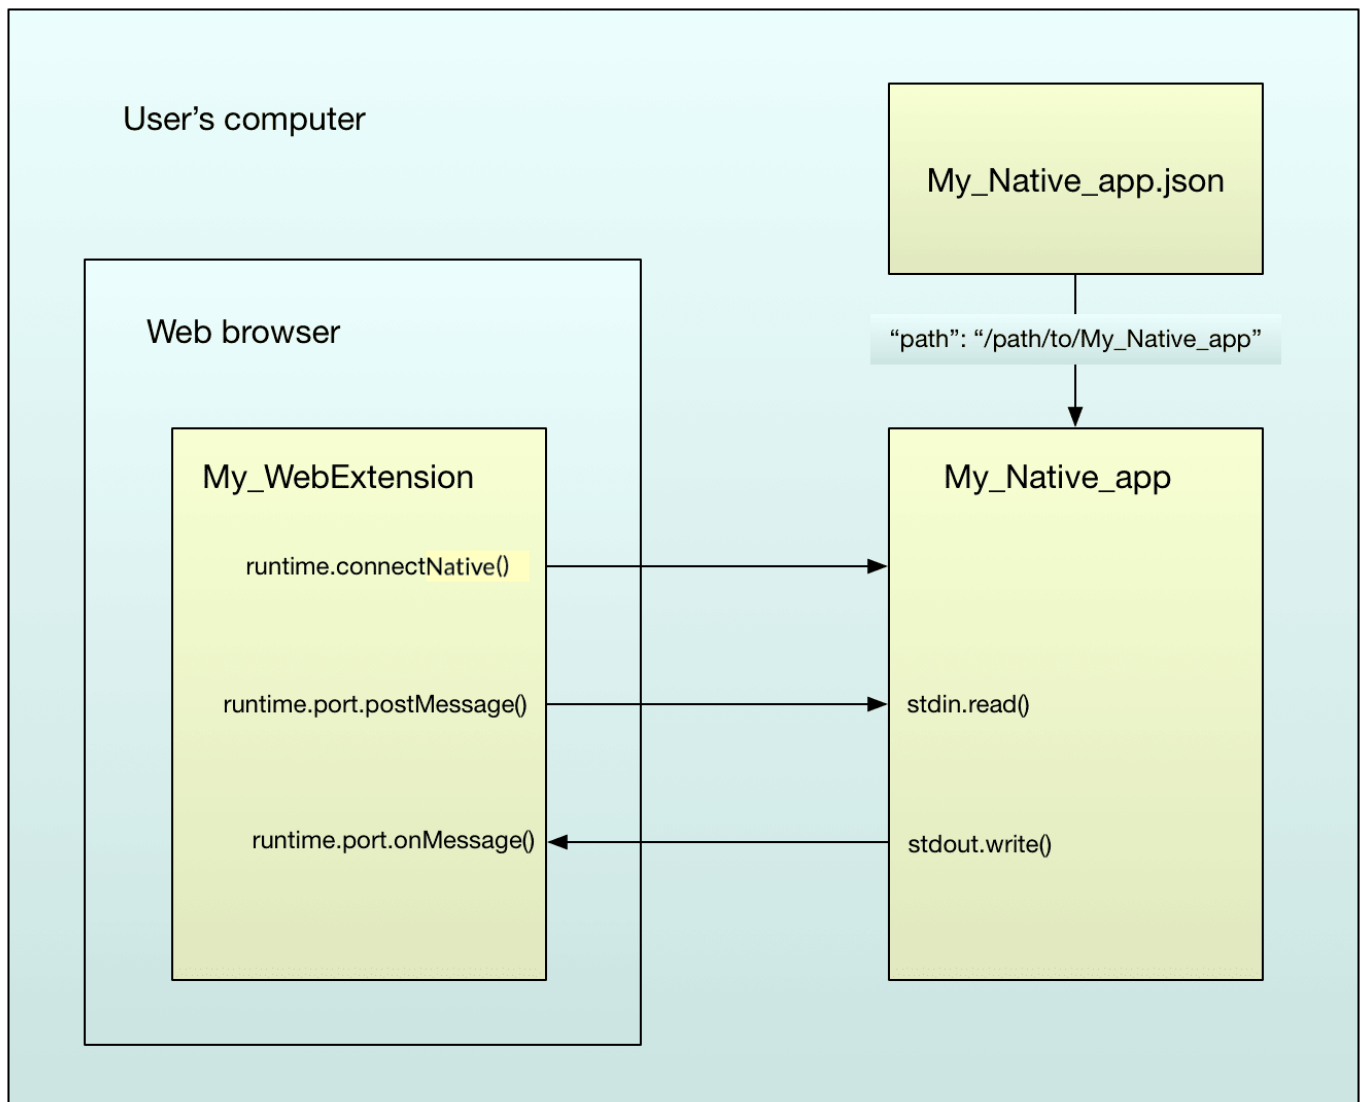 User’s computer
My_Native_app.json
“path”: “/path/to/My_Native_app”
Web browser
My_WebExtension
runtime.connectNative()
runtime.port.postMessage()
runtime.port.onMessage()
My_Native_app
stdin.read()
stdout.write()